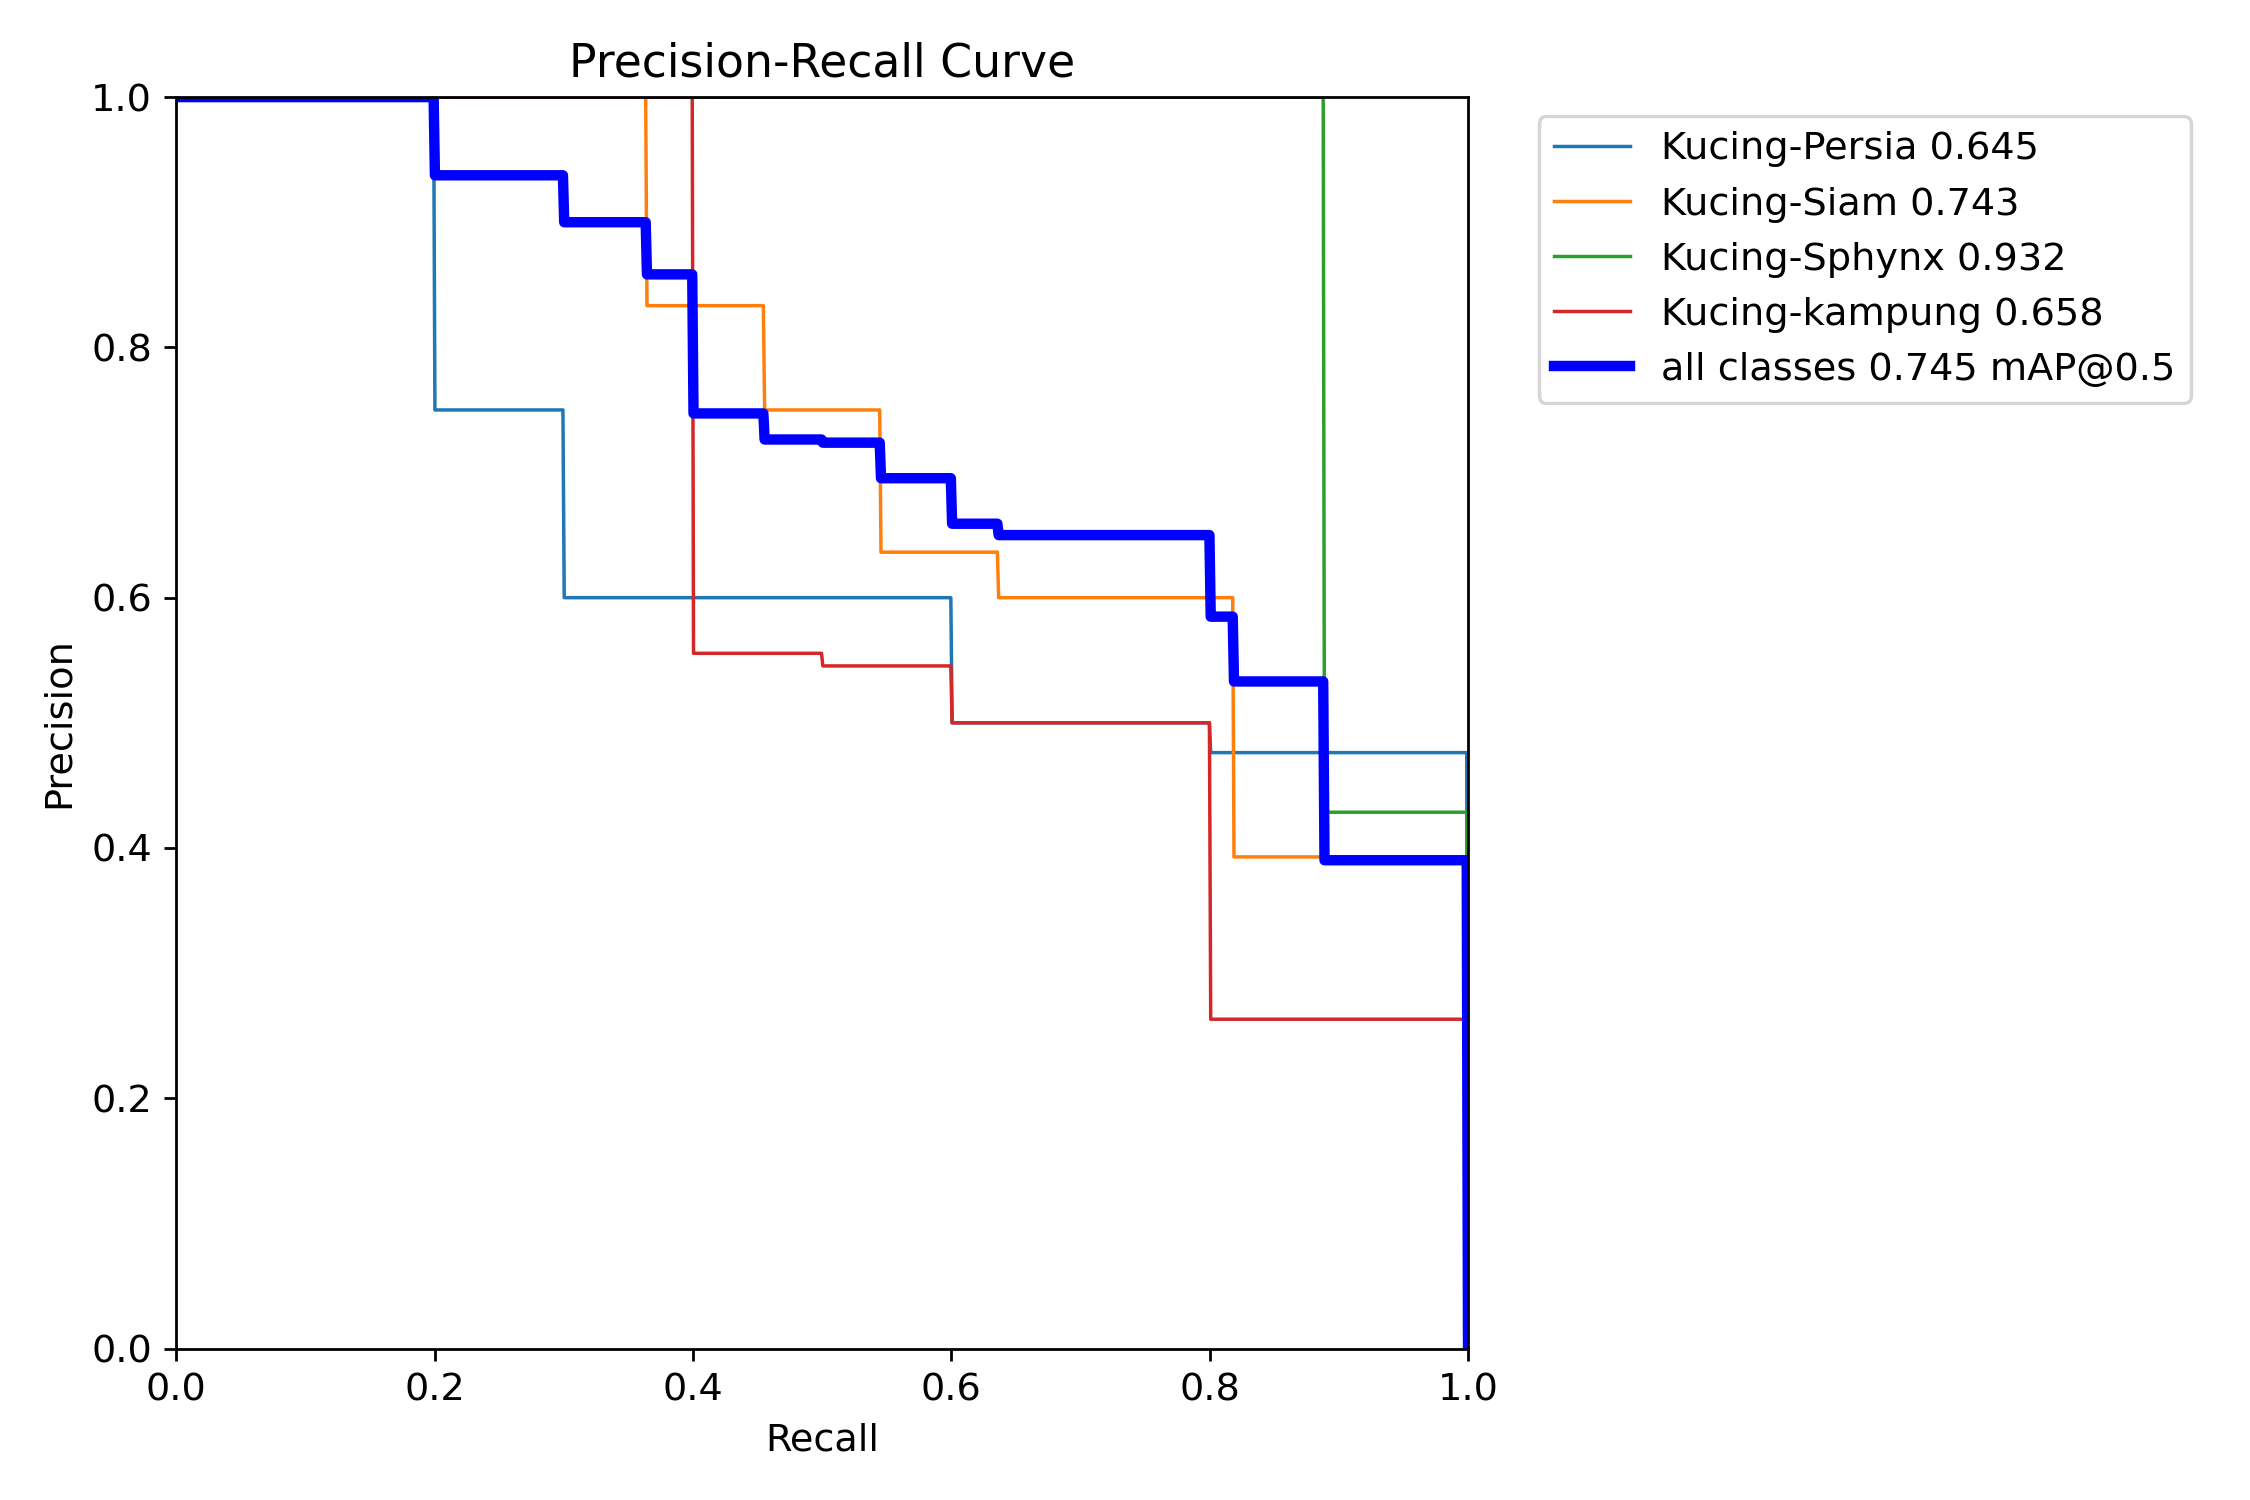 Precision-Recall Curve
1.0
0.8
0.6
0.4
0.2
0.0
Precision
0.0 0.2 0.4 0.6 0.8 1.0
Recall
Kucing-Persia 0.645
Kucing-Siam 0.743
Kucing-Sphynx 0.932
Kucing-kampung 0.658
all classes 0.745 mAP@0.5